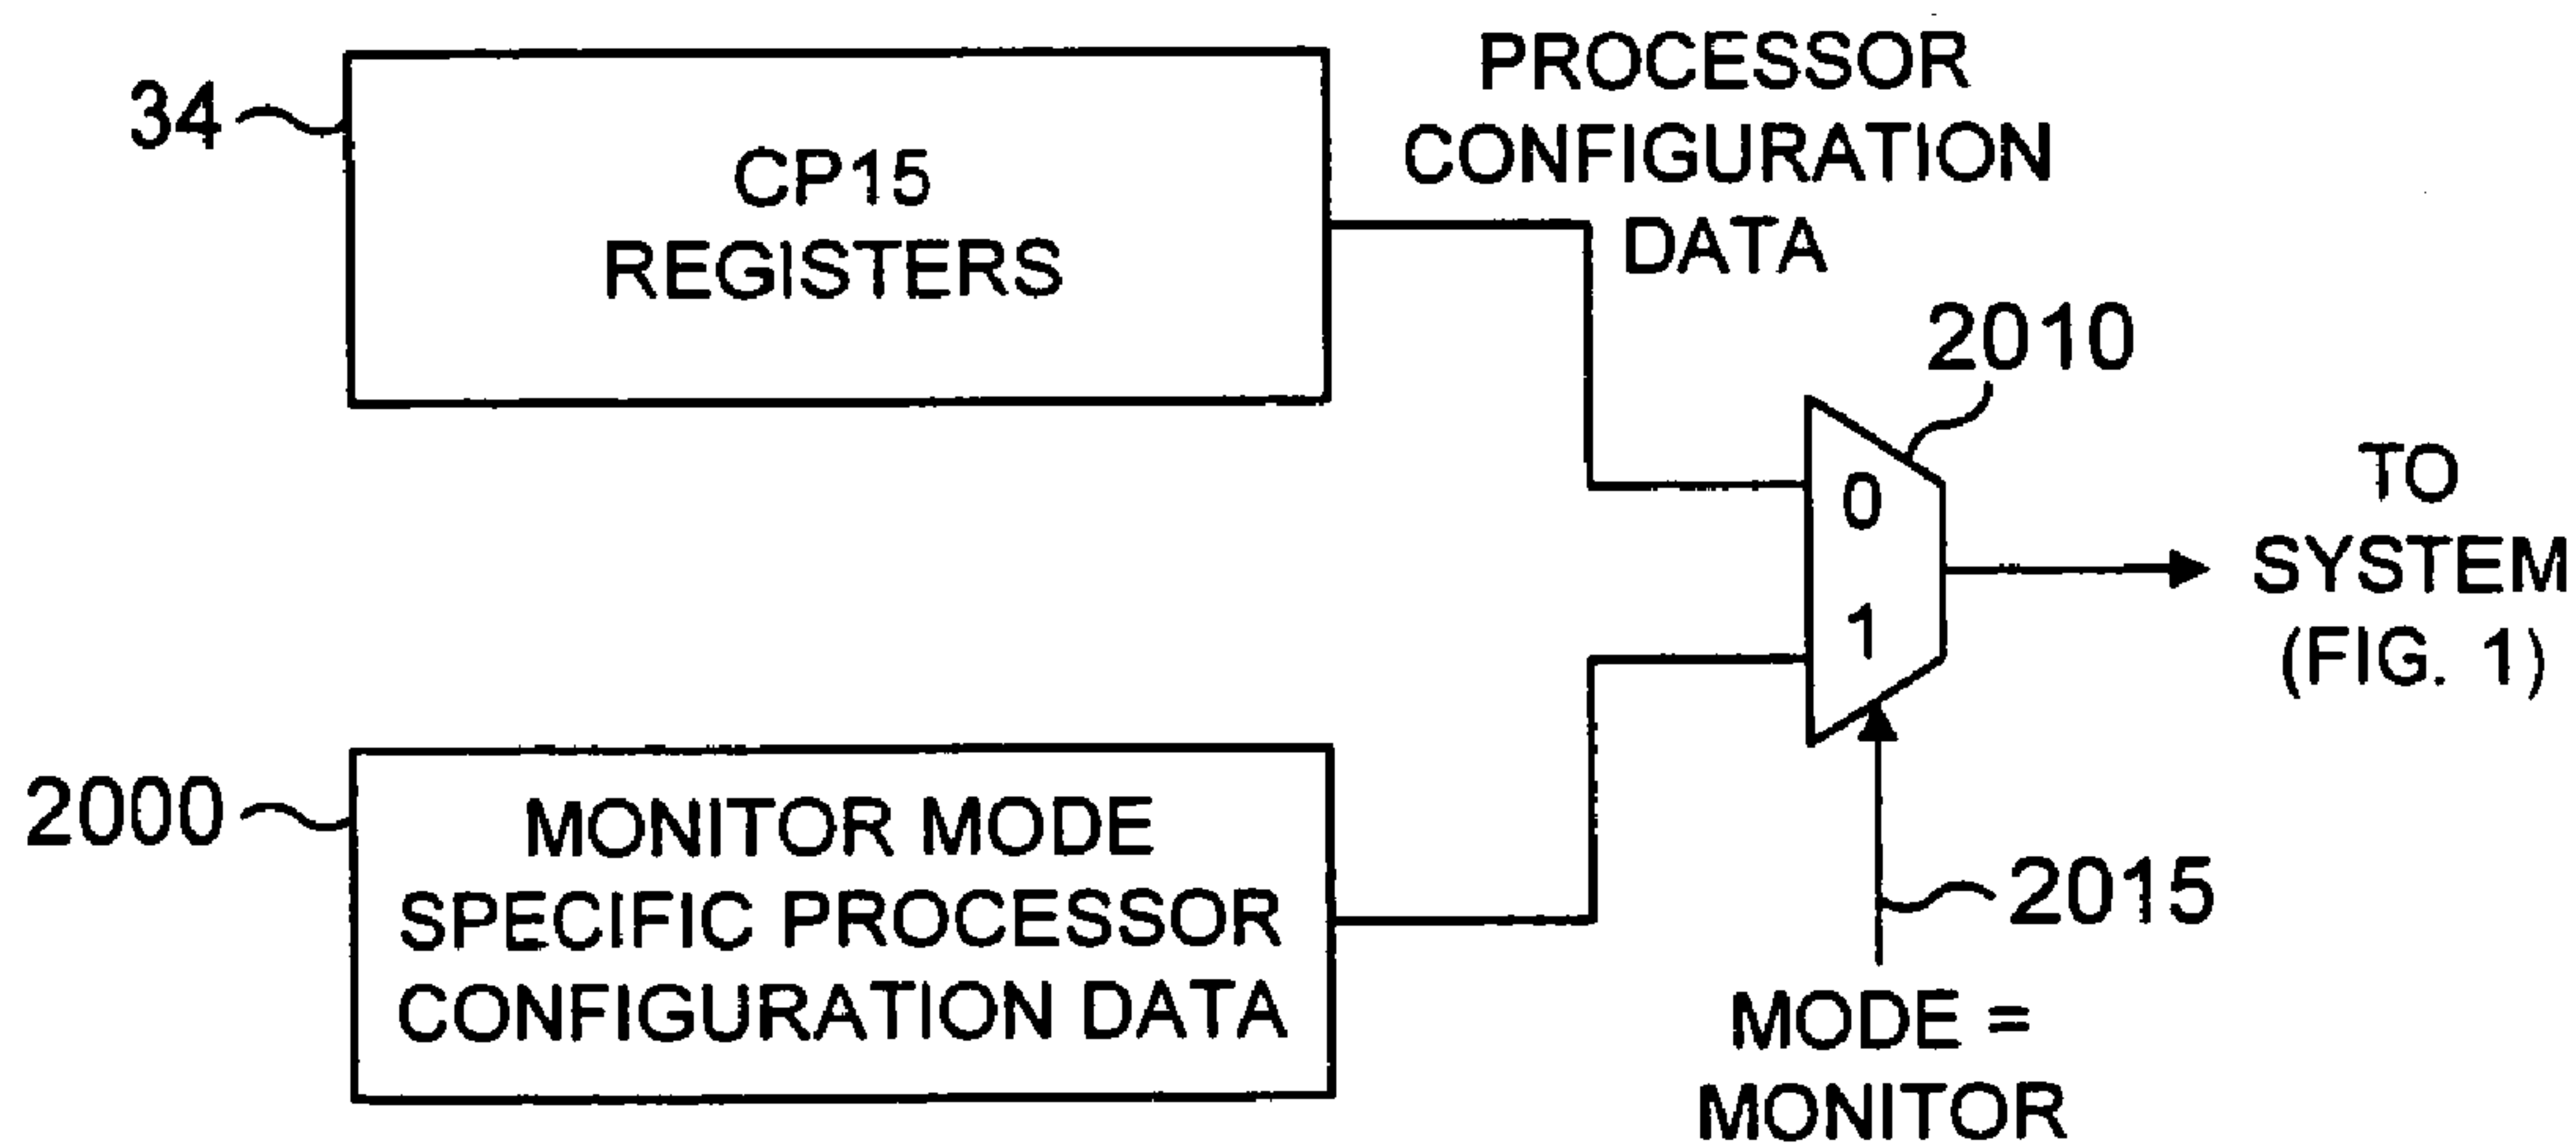 34
CP15
REGISTERS
PROCESSOR
CONFIGURATION
DATA
2010
0
1
TO
SYSTEM
(FIG. 1)
2000
MONITOR MODE
SPECIFIC PROCESSOR
CONFIGURATION DATA
2015
MODE =
MONITOR